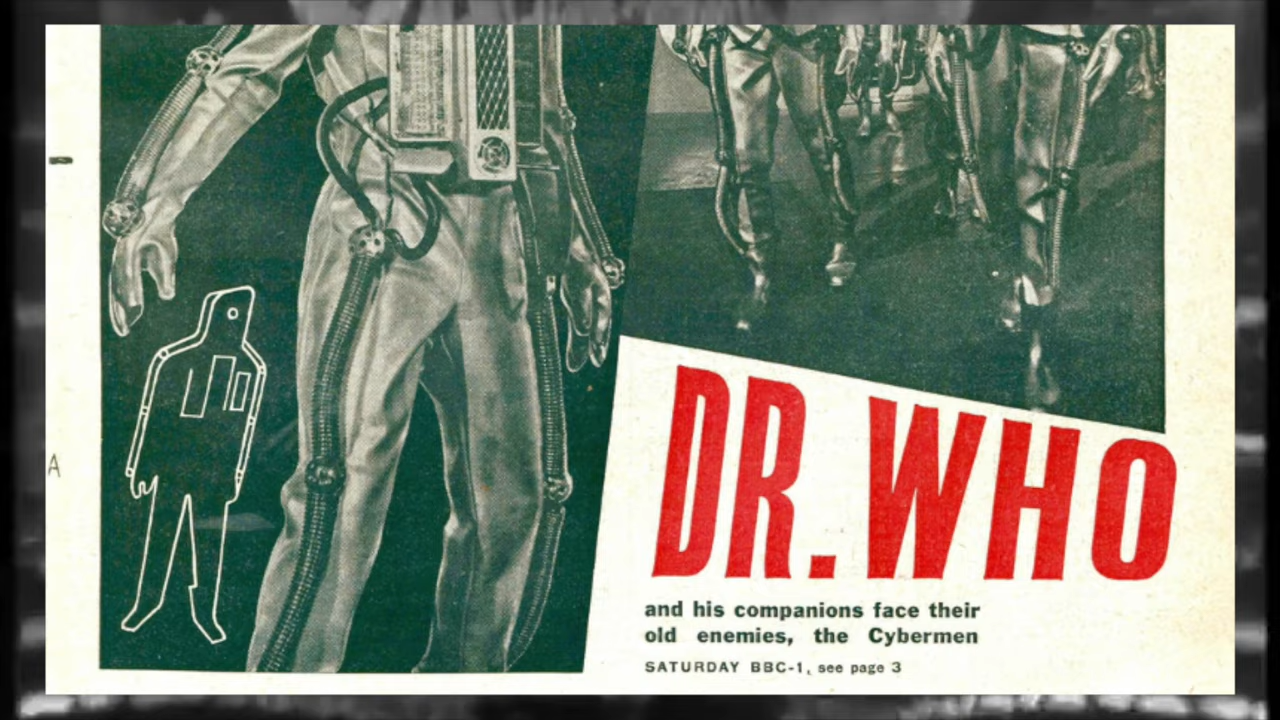 DR. WHO
and his companions face their
old enemies, the Cybermen
SATURDAY BBC-1, see page 3
A